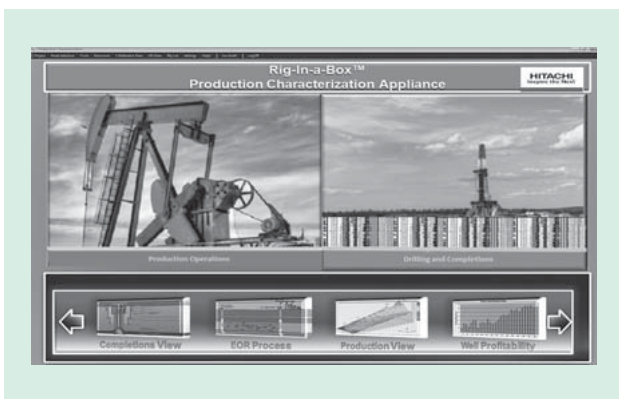 Rig-In-a-Box™
Production Characterization Appliance
HITACHI
Inspire the Next
Production Operations
Drilling and Completions
Completions View
EOR Process
Production View
Well Profitability